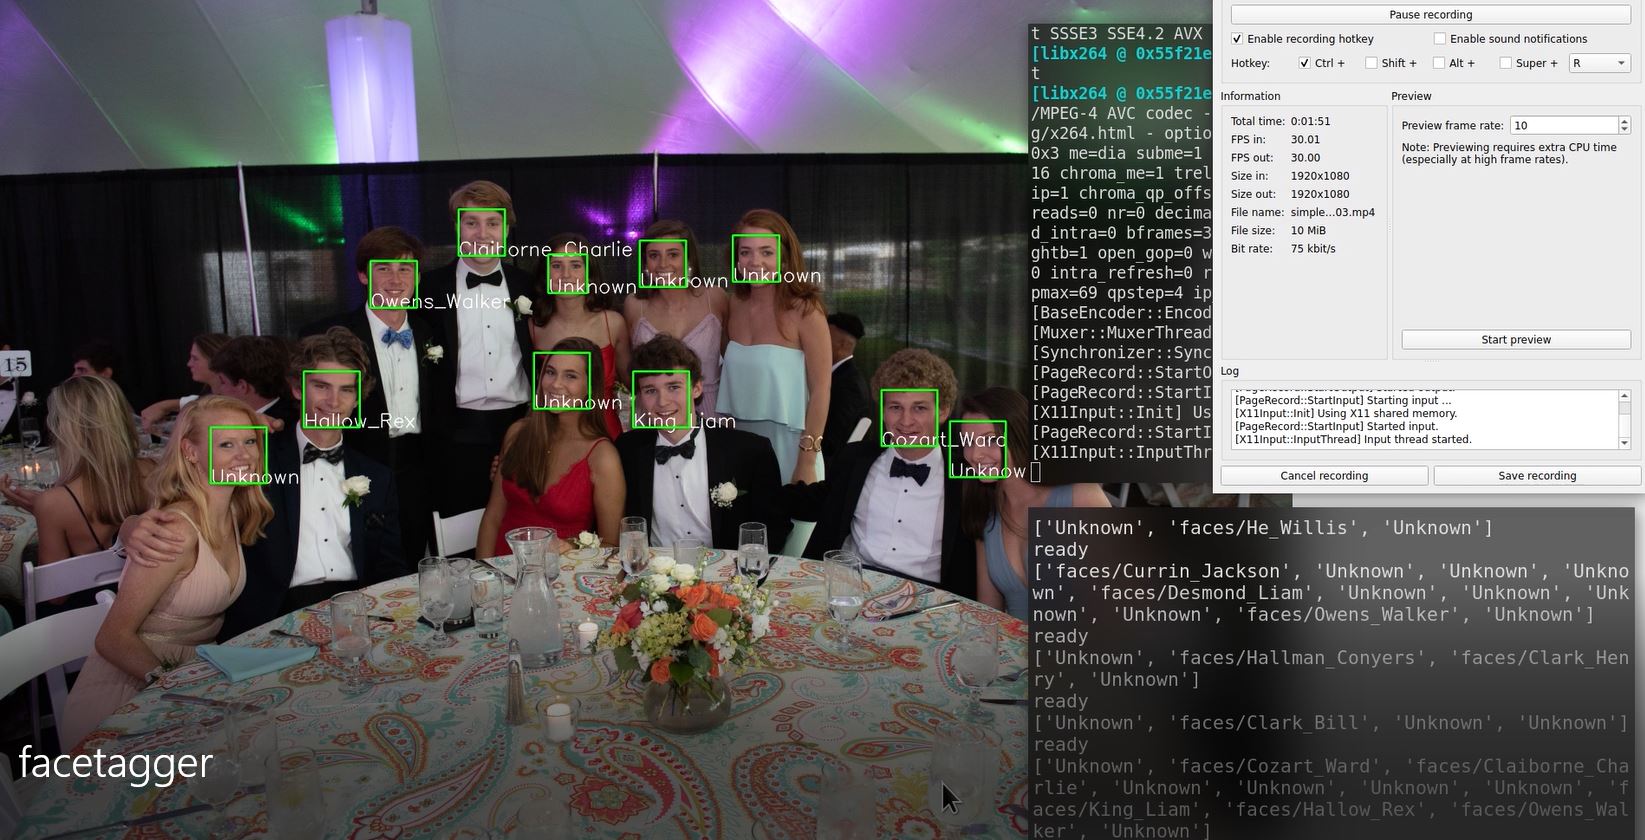 15
Claiborne_Charlie
Unknown
Unknown
Unknown
Owens_Walker
Unknown
Hallow_Rex
King_Liam
Cozart_Ward
Unknown
Unknow
facetagger
t SSSE3 SSE4.2 AVX
[libx264 @ 0x55f21e
t
[libx264 @ 0x55f21e
/MPEG-4 AVC codec -
g/x264.html - optio
0x3 me=dia subme=1
16 chroma_me=1 trel
ip=1 chroma_qp_offs
reads=0 nr=0 decima
d_intra=0 bframes=3
ghtb=1 open_gop=0 w
0 intra_refresh=0 r
pmax=69 qpstep=4 ip
[BaseEncoder::Encod
[Muxer::MuxerThread
[Synchronizer::Sync
[PageRecord::StartO
[PageRecord::StartI
[X11Input::Init] Us
[PageRecord::StartI
[X11Input::InputThr
Pause recording
Enable recording hotkey
Enable sound notifications
Hotkey: Ctrl + Shift + Alt + Super + R
Information
Total time: 0:01:51
FPS in: 30.01
FPS out: 30.00
Size in: 1920x1080
Size out: 1920x1080
File name: simple...03.mp4
File size: 10 MiB
Bit rate: 75 kbit/s
Preview
Preview frame rate: 10
Note: Previewing requires extra CPU time
(especially at high frame rates).
Start preview
Log
[PageRecord::StartInput] Starting input ...
[X11Input::Init] Using X11 shared memory.
[PageRecord::StartInput] Started input.
[X11Input::InputThread] Input thread started.
Cancel recording
Save recording
['Unknown', 'faces/He_Willis', 'Unknown']
ready
['faces/Currin_Jackson', 'Unknown', 'Unknown', 'Unkno
wn', 'faces/Desmond_Liam', 'Unknown', 'Unknown', 'Unk
nown', 'Unknown', 'faces/Owens_Walker', 'Unknown']
ready
['Unknown', 'faces/Hallman_Conyers', 'faces/Clark_Hen
ry', 'Unknown']
ready
['Unknown', 'faces/Clark_Bill', 'Unknown', 'Unknown']
ready
['Unknown', 'faces/Cozart_Ward', 'faces/Claiborne_Cha
rlie', 'Unknown', 'Unknown', 'Unknown', 'Unknown', 'f
aces/King_Liam', 'faces/Hallow_Rex', 'faces/Owens_Wal
ker', 'Unknown']